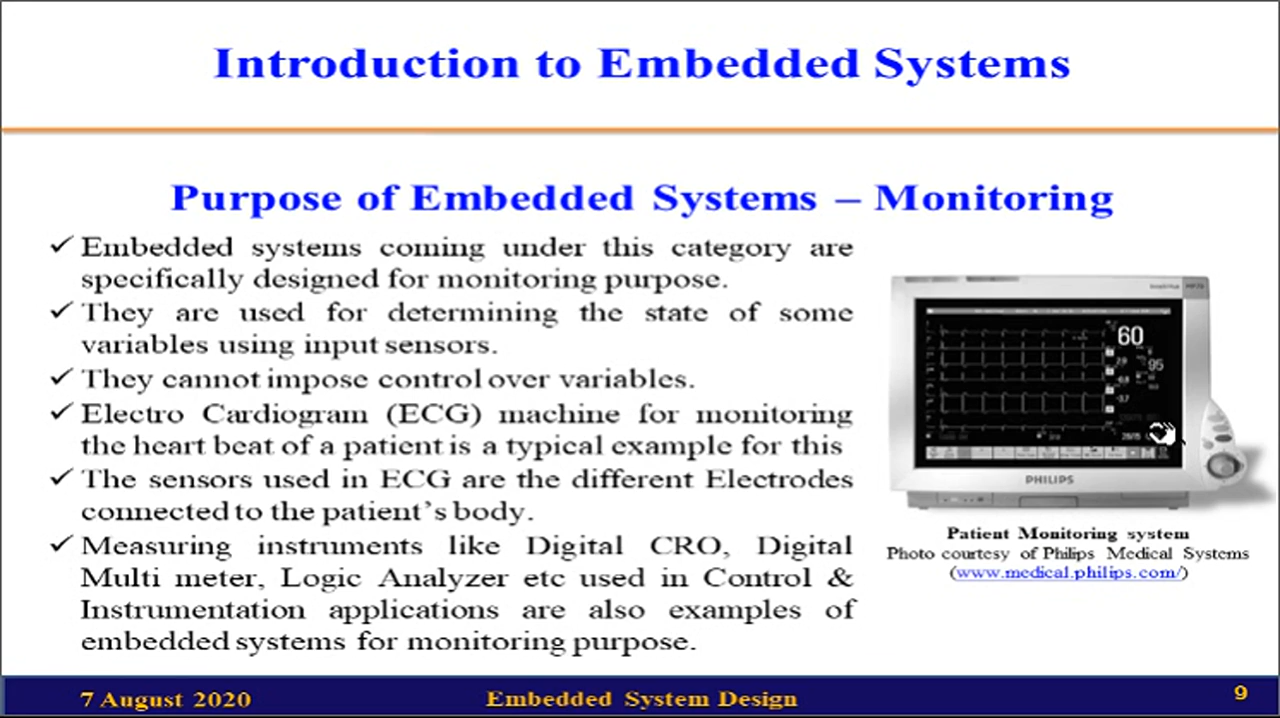 Introduction to Embedded Systems
Purpose of Embedded Systems – Monitoring
✓ Embedded systems coming under this category are
specifically designed for monitoring purpose.
✓ They are used for determining the state of some
variables using input sensors.
✓ They cannot impose control over variables.
✓ Electro Cardiogram (ECG) machine for monitoring
the heart beat of a patient is a typical example for this
✓ The sensors used in ECG are the different Electrodes
connected to the patient's body.
✓ Measuring instruments like Digital CRO, Digital
Multi meter, Logic Analyzer etc used in Control &
Instrumentation applications are also examples of
embedded systems for monitoring purpose.
60
95
PHILIPS
Patient Monitoring system
Photo courtesy of Philips Medical Systems
(www.medical.philips.com/)
7 August 2020
Embedded System Design
9